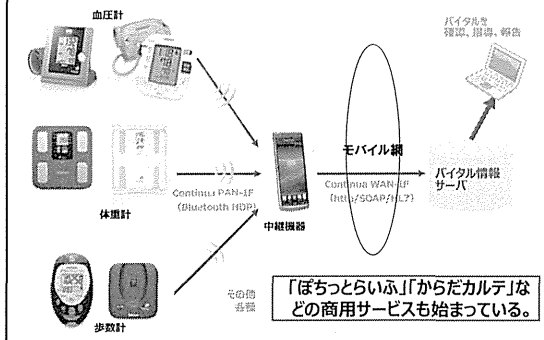 血圧計
バイタルを
確認、指導、報告
モバイル網
Continua PAN-IF
(Bluetooth HDP)
Continua WAN-IF
(http/SOAP/HL7)
バイタル情報
サーバ
体重計
中継機器
その他
各種
「ぽちっとらいふ」「からだカルテ」な
どの商用サービスも始まっている。
歩数計